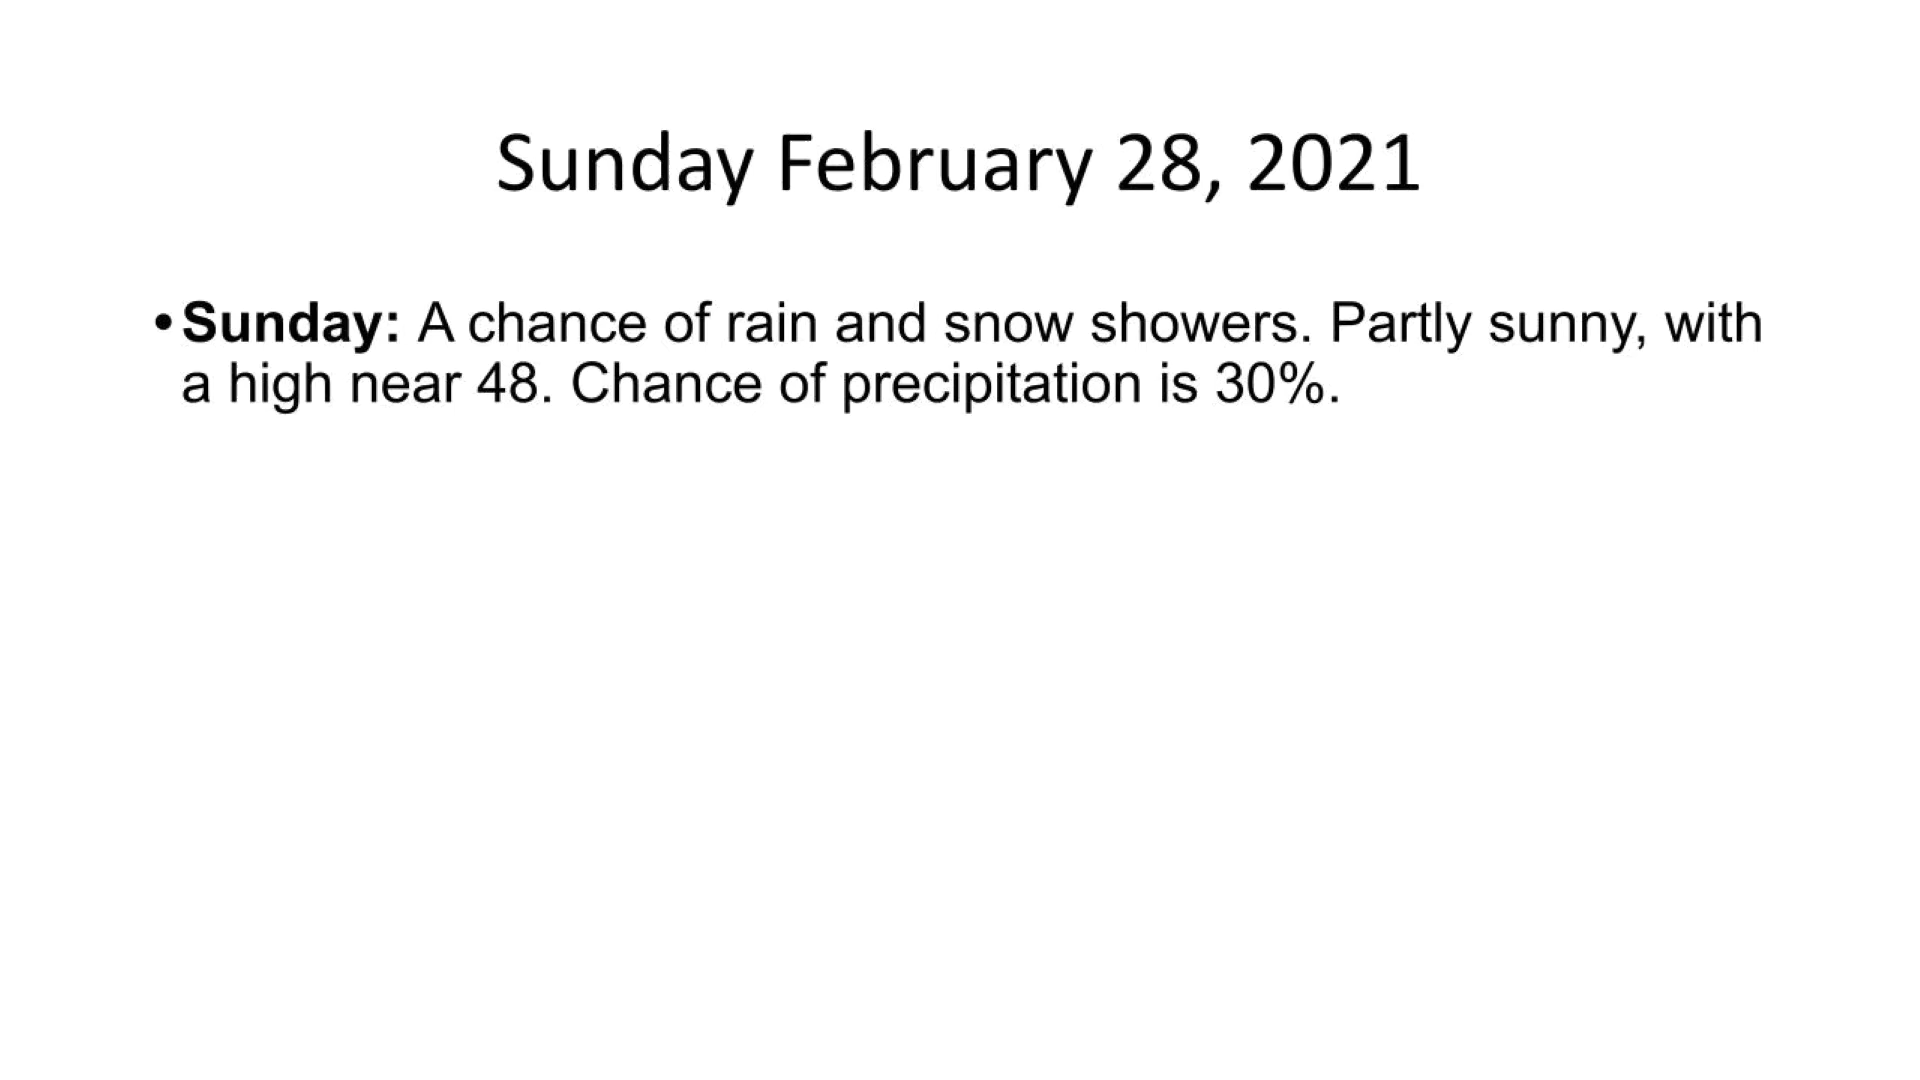 Sunday February 28, 2021
•Sunday: A chance of rain and snow showers. Partly sunny, with
a high near 48. Chance of precipitation is 30%.